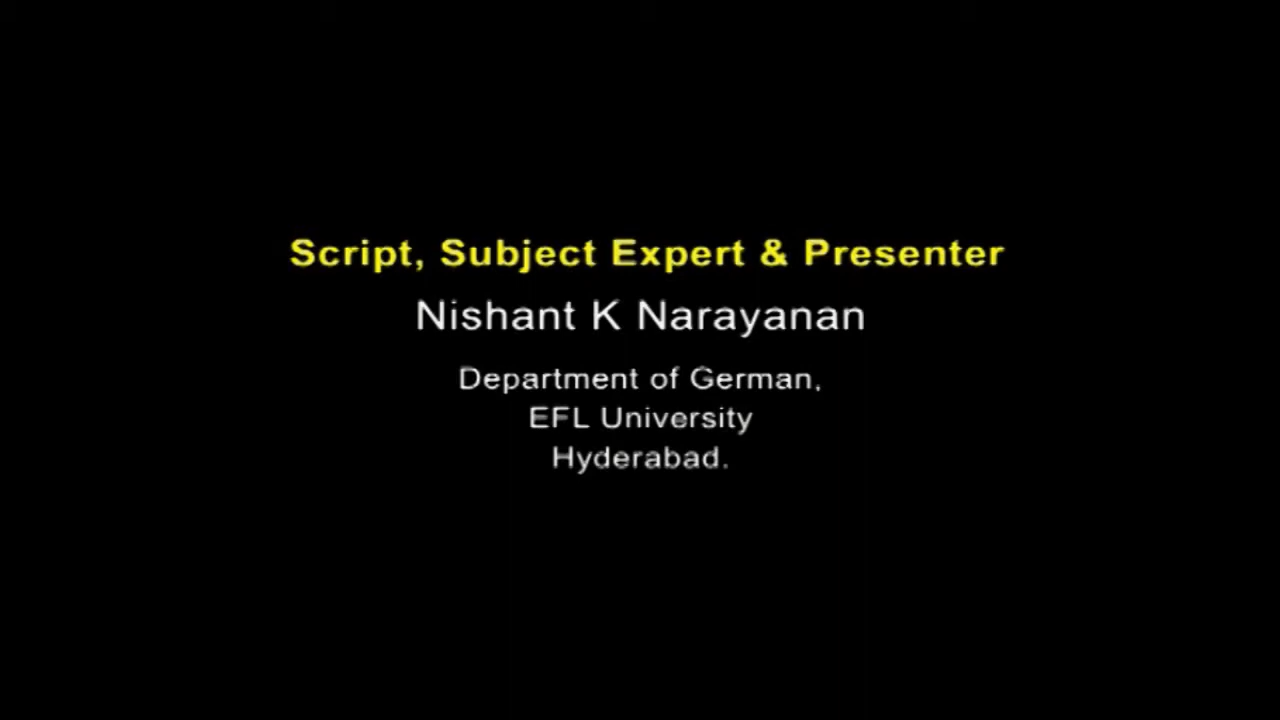 Script, Subject Expert & Presenter
Nishant K Narayanan
Department of German,
EFL University
Hyderabad.